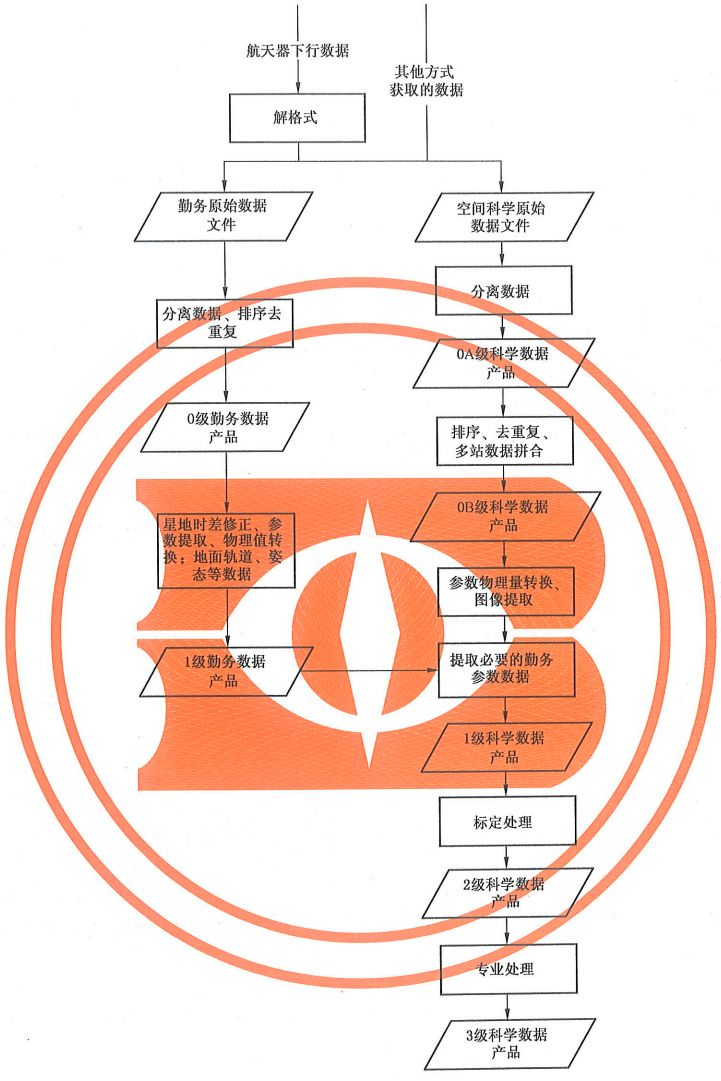 航天器下行数据
其他方式
获取的数据
解格式
勤务原始数据
文件
空间科学原始
数据文件
分离数据
分离数据、排序去
重复
0A级科学数据
产品
0级勤务数据
产品
排序、去重复、
多站数据拼合
0B级科学数据
产品
星地时差修正、参
数提取、物理值转
换;地面轨道、姿
态等数据
参数物理量转换、
图像提取
1级勤务数据
产品
提取必要的勤务
参数数据
1级科学数据
产品
标定处理
2级科学数据
产品
专业处理
3级科学数据
产品